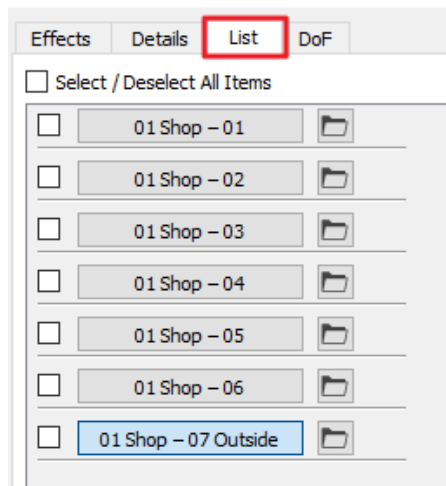 Effects Details List DoF
Select / Deselect All Items
01 Shop – 01
01 Shop – 02
01 Shop – 03
01 Shop – 04
01 Shop – 05
01 Shop – 06
01 Shop – 07 Outside